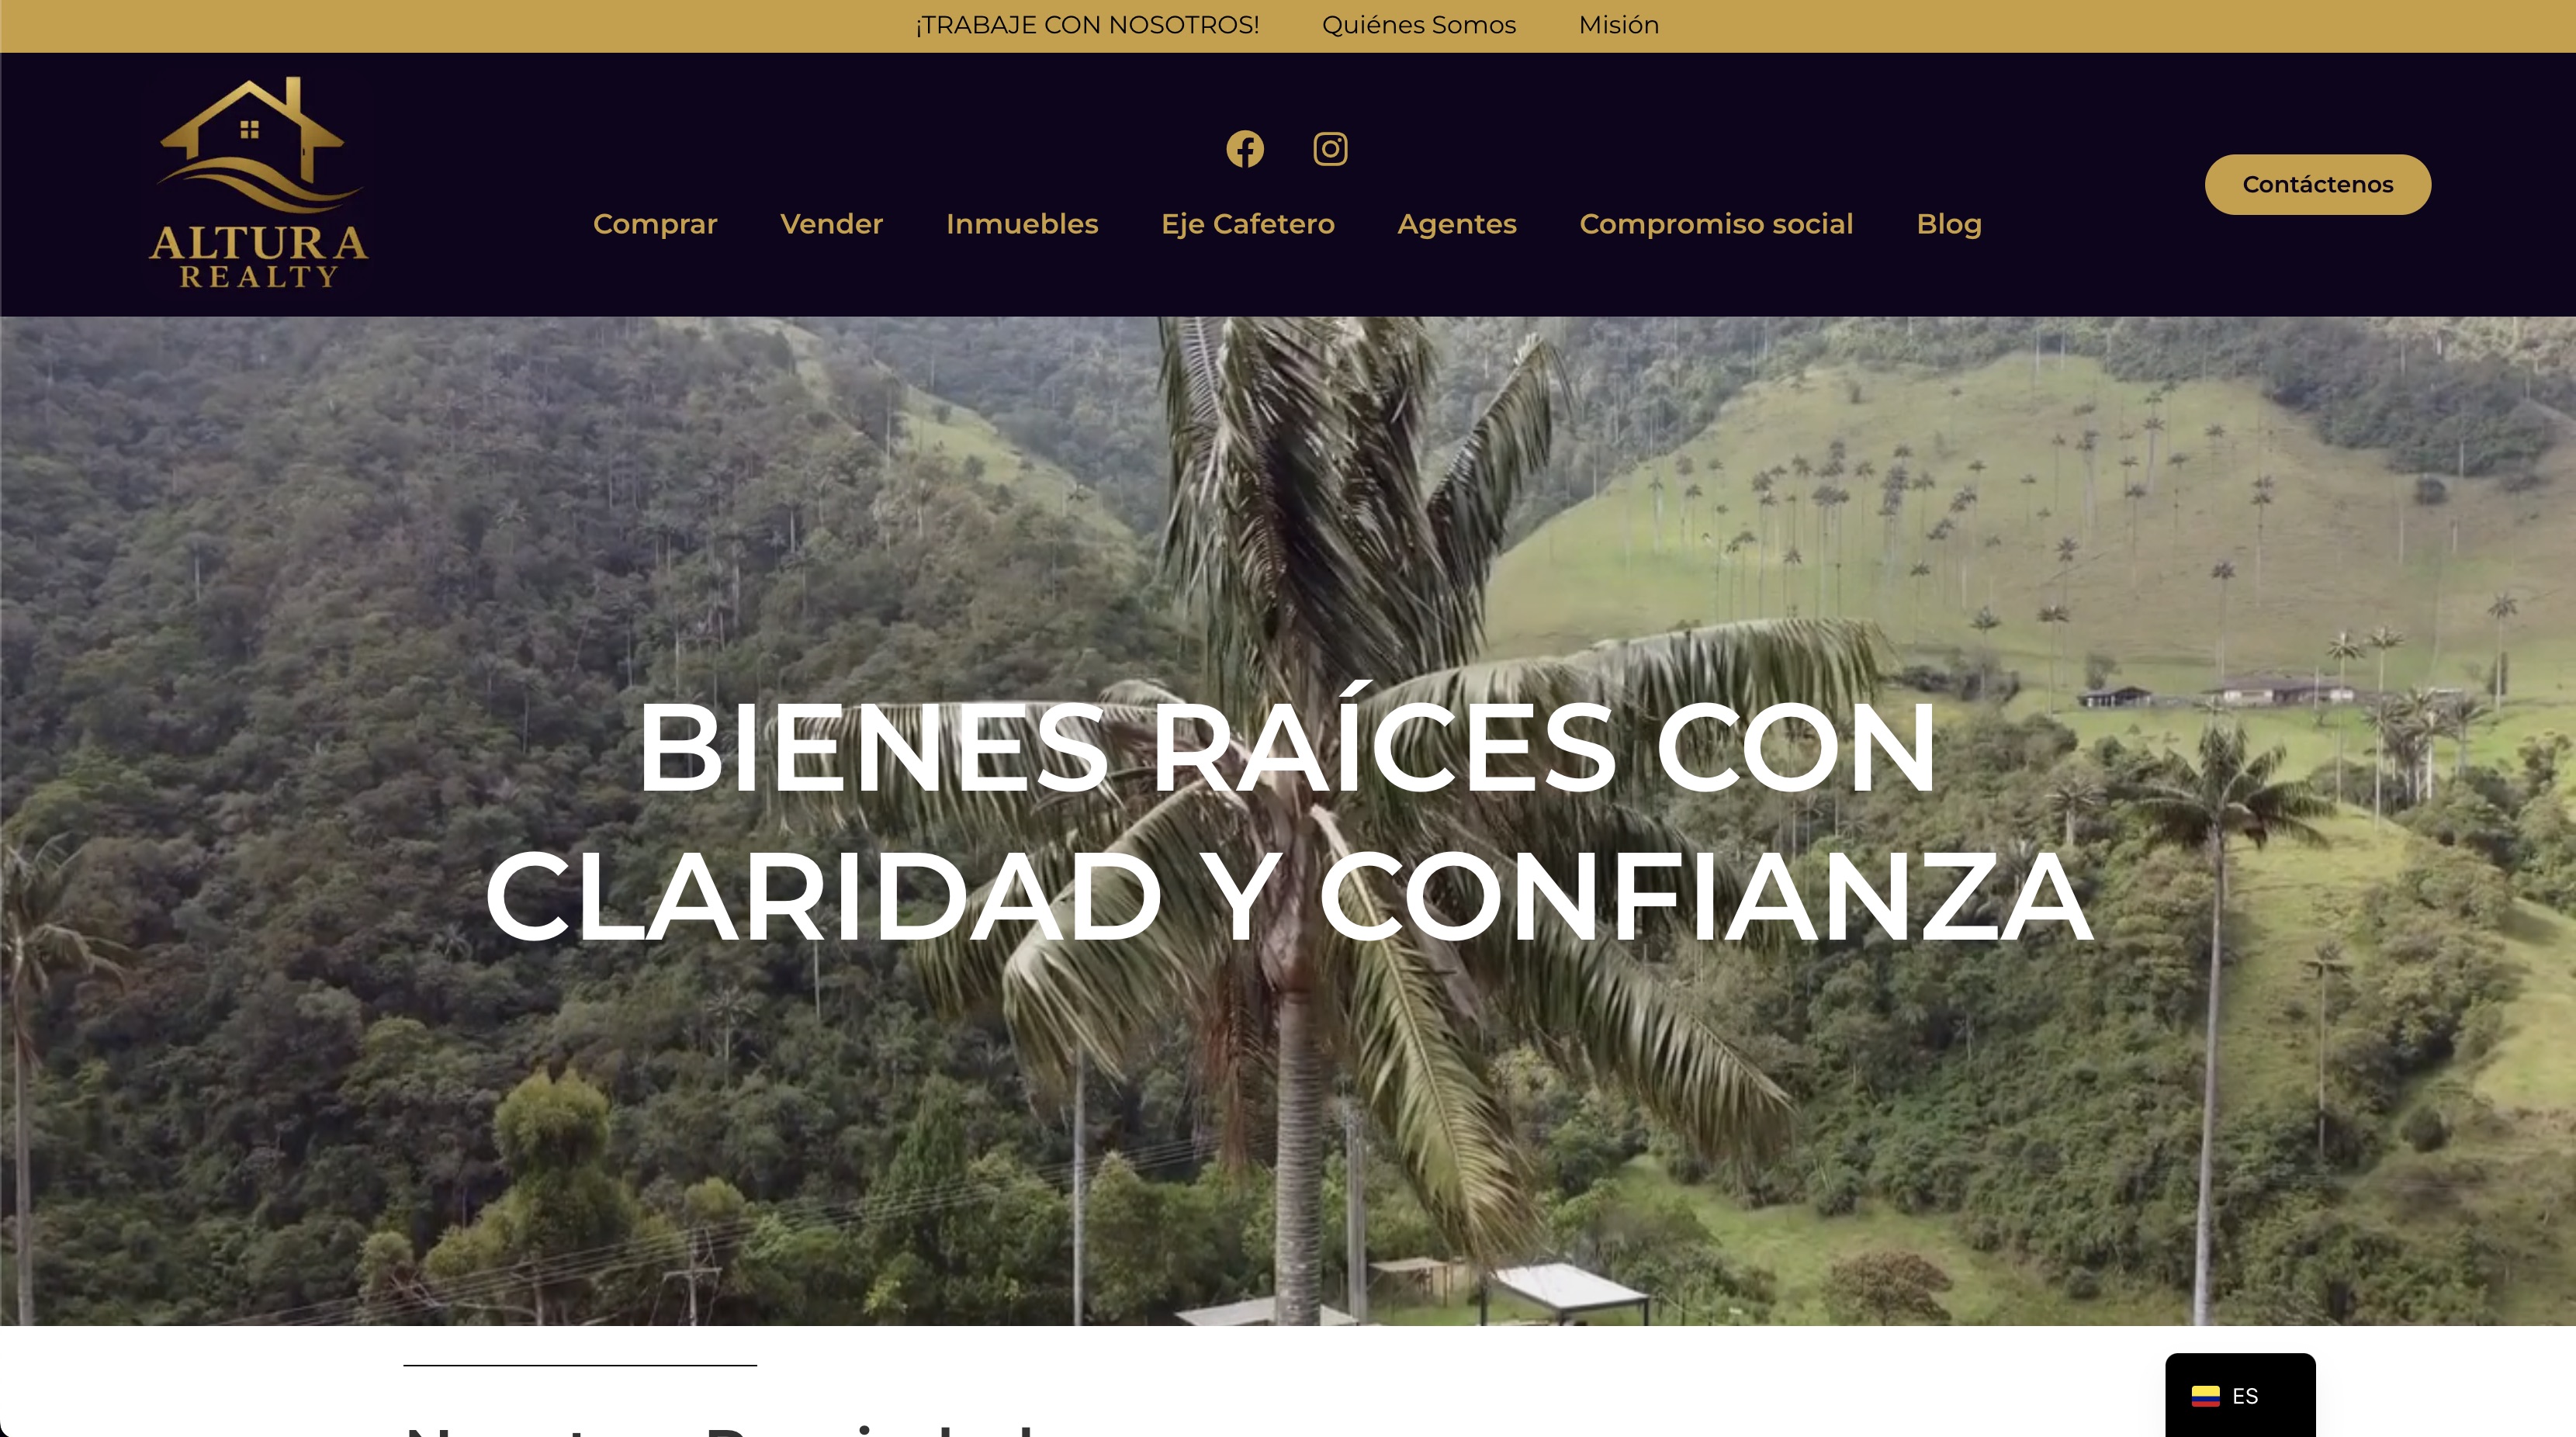 ¡TRABAJE CON NOSOTROS! Quiénes Somos Misión
ALTURA
REALTY
Comprar Vender Inmuebles Eje Cafetero Agentes Compromiso social Blog
Contáctenos
BIENES RAÍCES CON
CLARIDAD Y CONFIANZA
ES